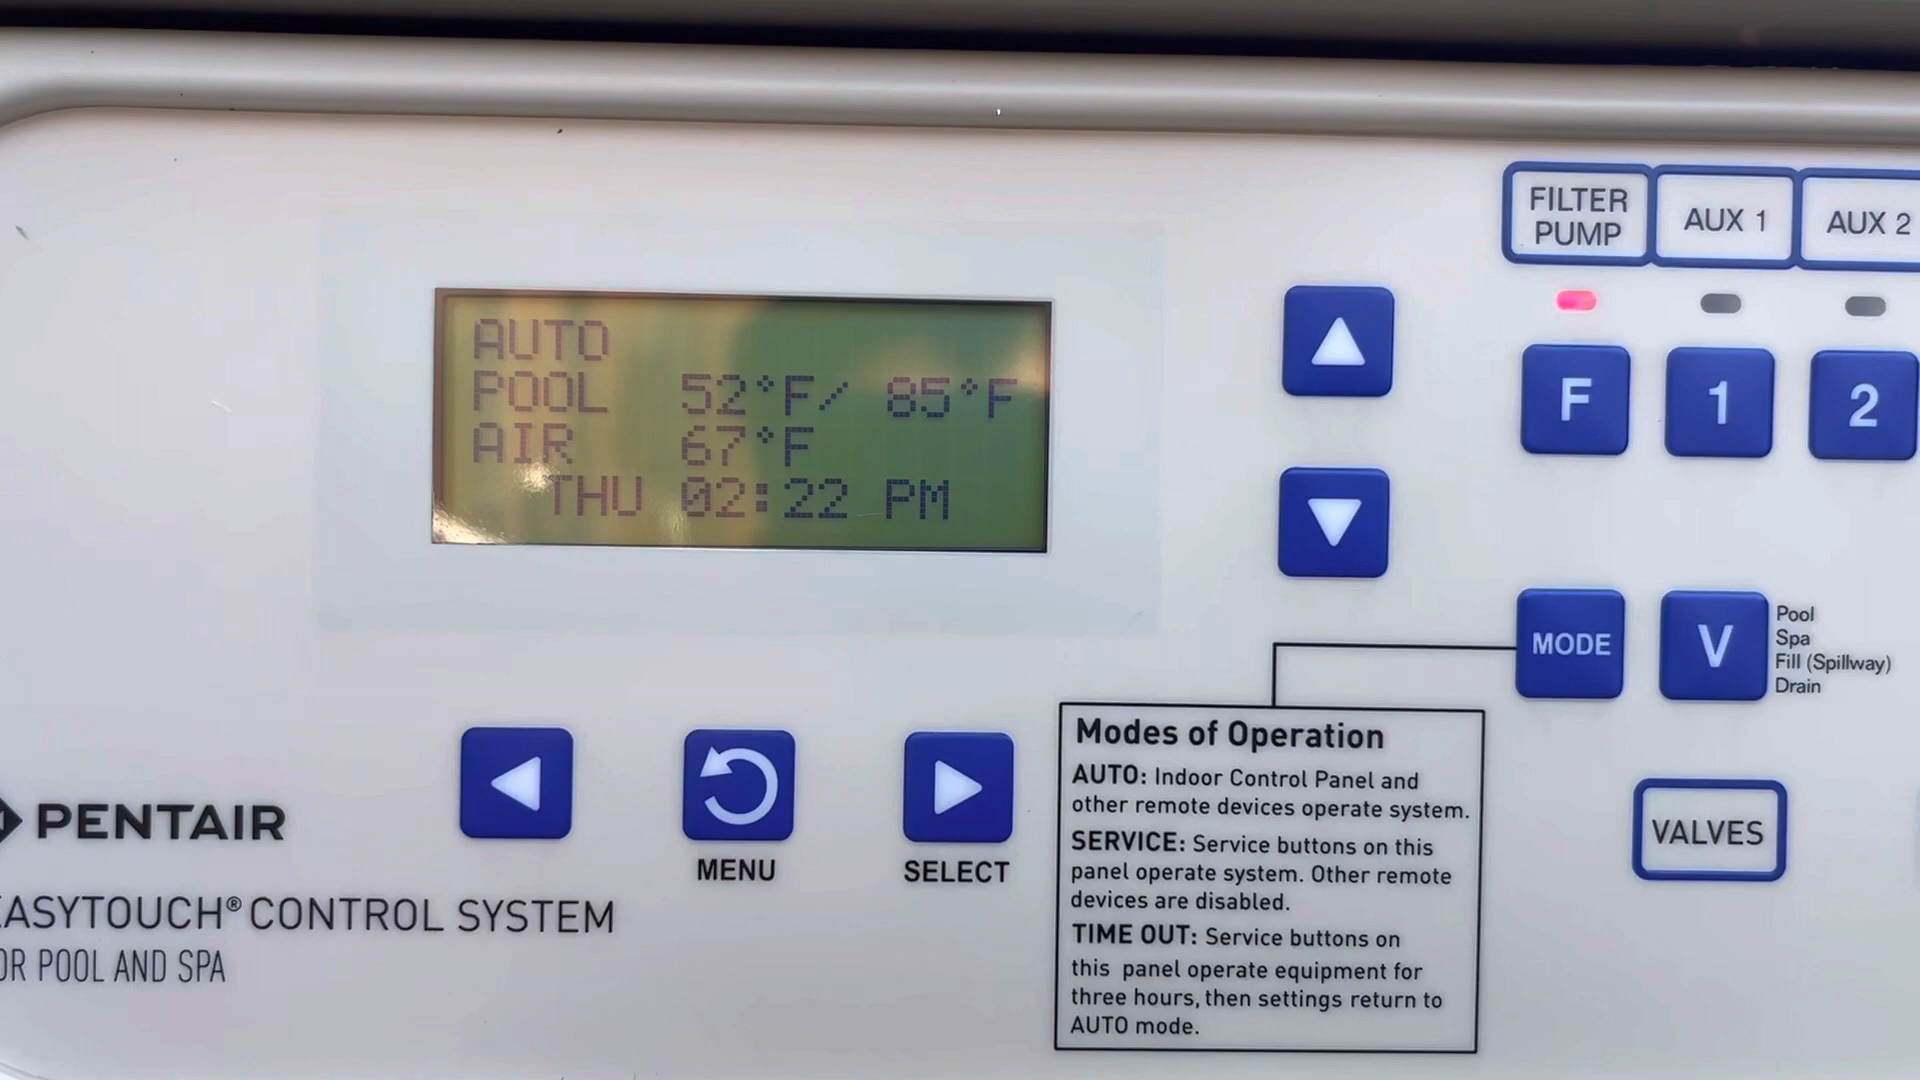 FILTER
PUMP
AUX 1
AUX 2
AUTO
POOL 52°F/ 85°F
AIR 67°F
THU 02:22 PM
F
1
2
MODE
V
Pool
Spa
Fill (Spillway)
Drain
MENU
SELECT
Modes of Operation
AUTO: Indoor Control Panel and
other remote devices operate system.
SERVICE: Service buttons on this
panel operate system. Other remote
devices are disabled.
TIME OUT: Service buttons on
this panel operate equipment for
three hours, then settings return to
AUTO mode.
VALVES
PENTAIR
EASYTOUCH® CONTROL SYSTEM
OR POOL AND SPA